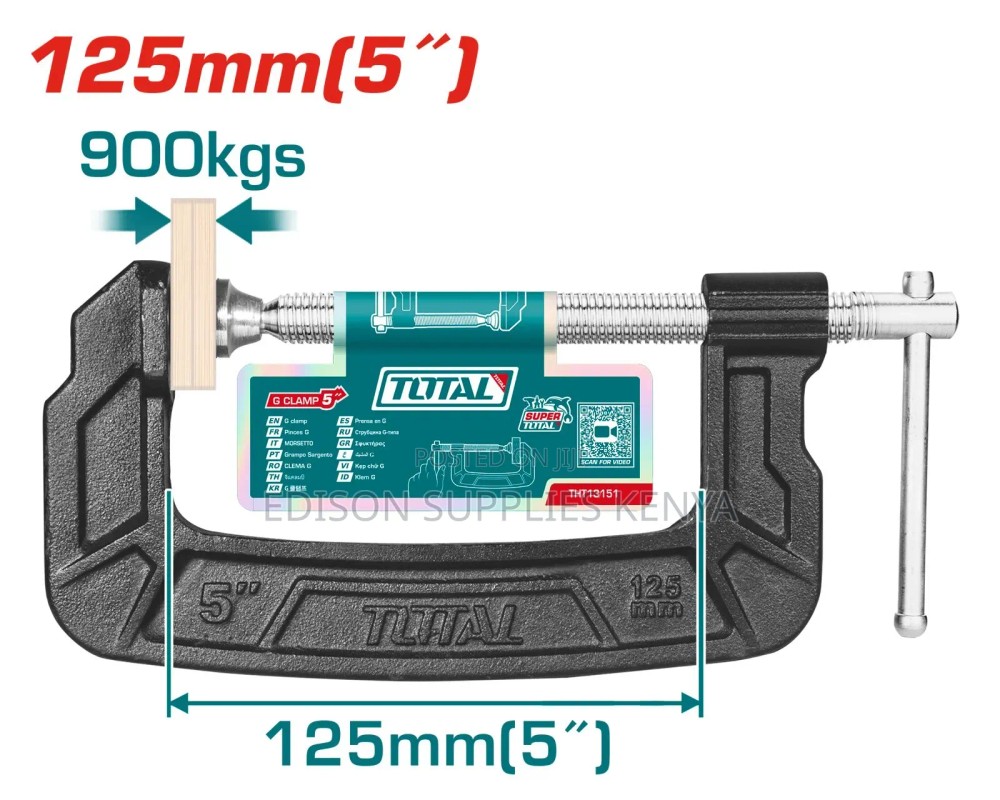 125mm(5″)
900kgs
TOTAL
G CLAMP 5"
EN G clamp
FR Pinces G
IT MORSETTO
PT Grampo Sargento
RO CLEMA G
TH
KR G 클램프
ES Prensa en G
RU Струбцина G-типа
GR Σφιγκτήρας
VI Kẹp chữ G
ID Klem G
SUPER TOTAL
SCAN FOR VIDEO
THT13151
POSTED ON JIJI
EDISON SUPPLIES KENYA
5"
TOTAL
125 mm
125mm(5″)